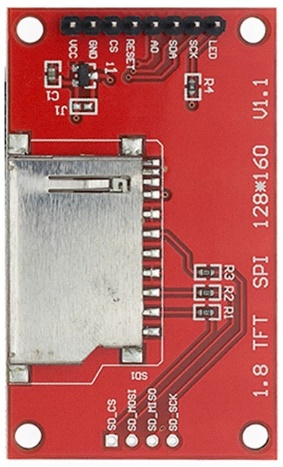 VCC
GND
CS
RESET
A0
SDA
SCK
LED
C1
J1
R4
R3
R2
R1
SD1
SD_CS
SD_MOSI
SD_MISO
SD_SCK
1.8 TFT SPI 128*160 V1.1